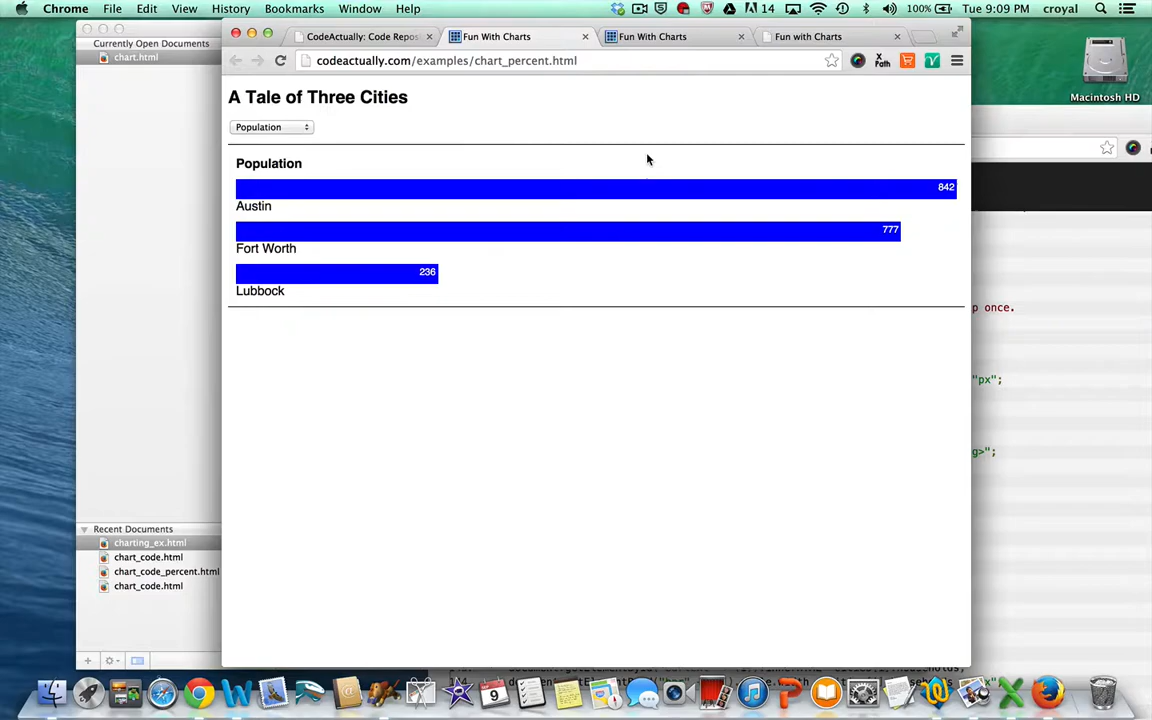 Chrome File Edit View History Bookmarks Window Help 14 100% Tue 9:09 PM croyal
Currently Open Documents
chart.html
CodeActually: Code Repos Fun With Charts Fun With Charts Fun with Charts
codeactually.com/examples/chart_percent.html
X Path
Macintosh HD
A Tale of Three Cities
Population
Population
842
Austin
777
Fort Worth
236
Lubbock
p once.
"px";
g>";
Recent Documents
charting_ex.html
chart_code.html
chart_code_percent.html
chart_code.html
9